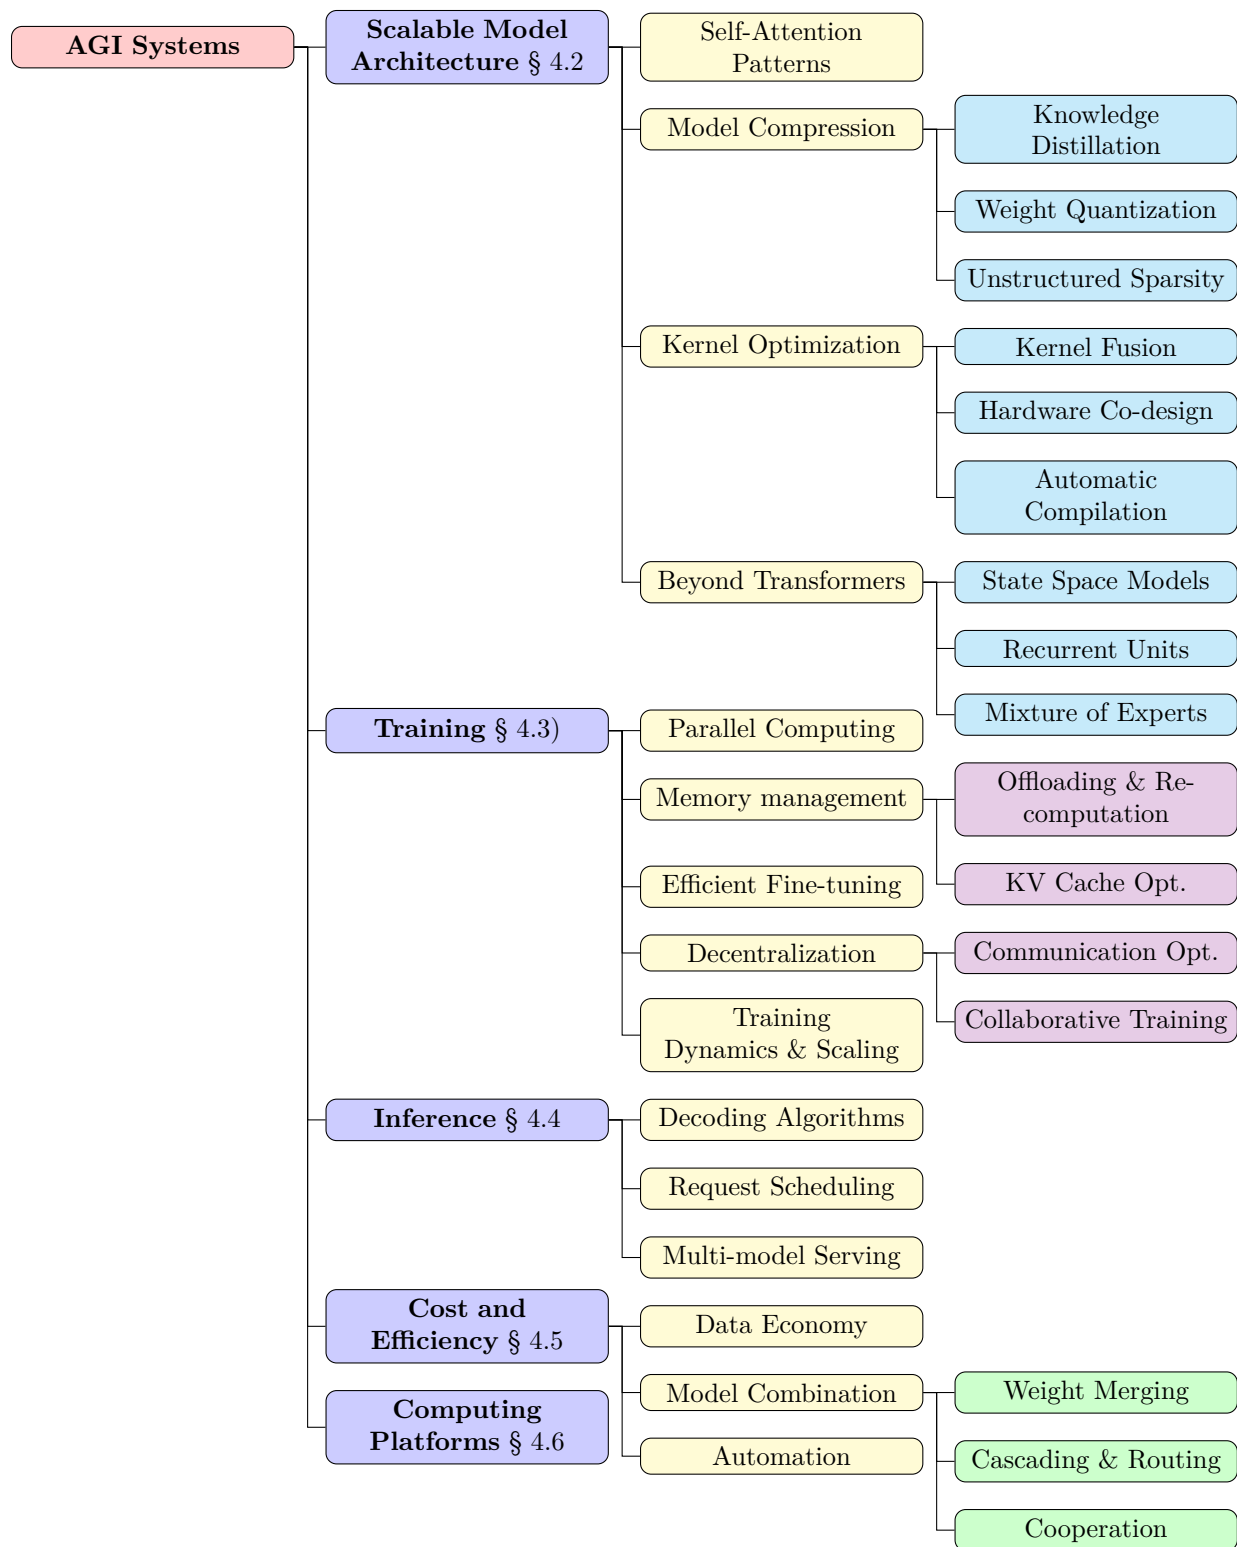 AGI Systems
Scalable Model
Architecture § 4.2
Self-Attention
Patterns
Model Compression
Knowledge
Distillation
Weight Quantization
Unstructured Sparsity
Kernel Optimization
Kernel Fusion
Hardware Co-design
Automatic
Compilation
Beyond Transformers
State Space Models
Recurrent Units
Mixture of Experts
Training § 4.3)
Parallel Computing
Memory management
Offloading & Re-
computation
KV Cache Opt.
Efficient Fine-tuning
Decentralization
Communication Opt.
Collaborative Training
Training
Dynamics & Scaling
Inference § 4.4
Decoding Algorithms
Request Scheduling
Multi-model Serving
Cost and
Efficiency § 4.5
Data Economy
Model Combination
Weight Merging
Cascading & Routing
Cooperation
Automation
Computing
Platforms § 4.6